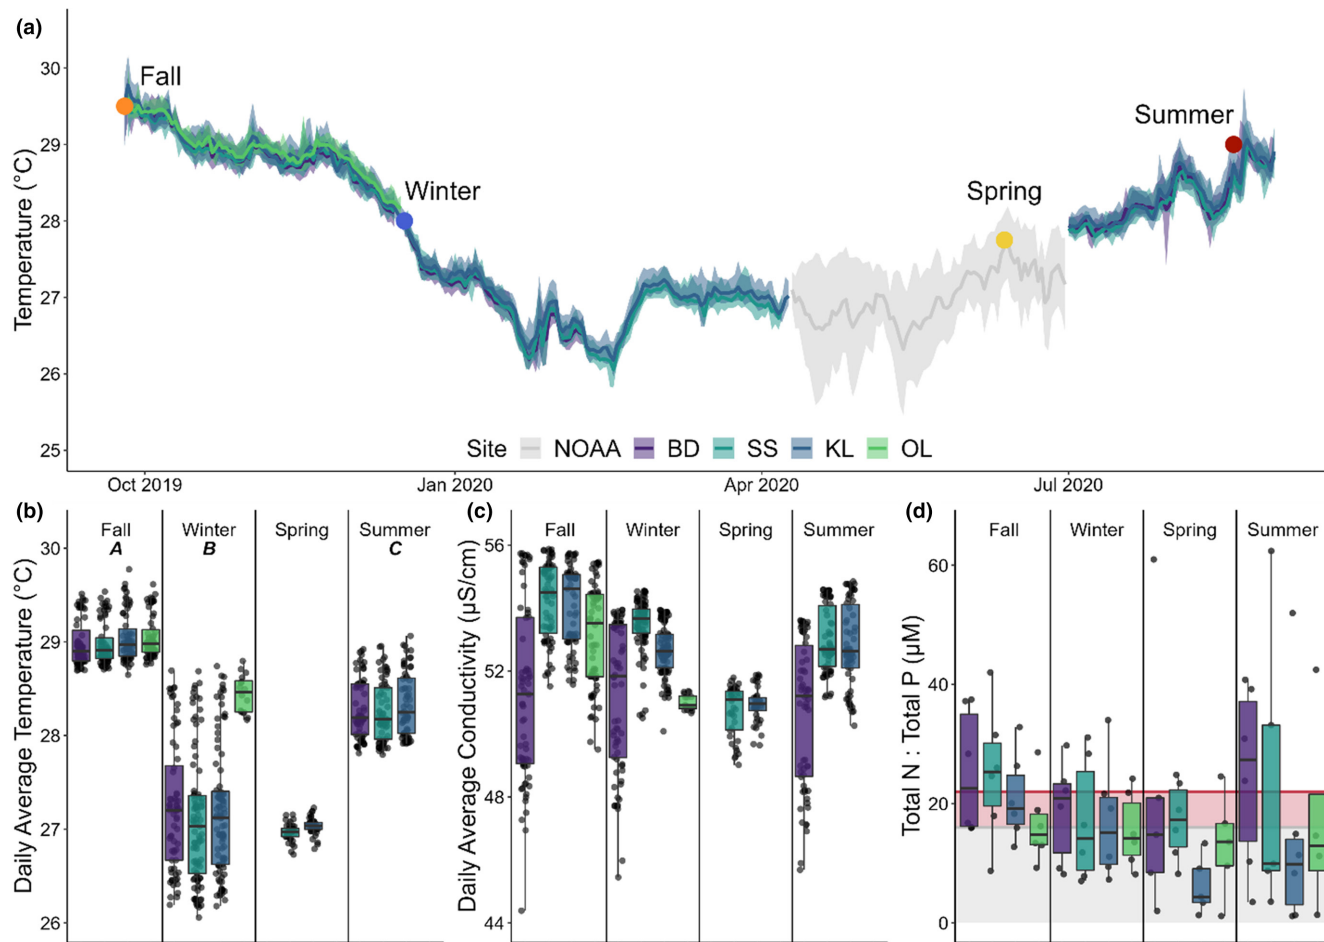 (a)
Temperature (°C)
30
29
28
27
26
25
Fall
Winter
Spring
Summer
Site NOAA BD SS KL OL
Oct 2019 Jan 2020 Apr 2020 Jul 2020
(b)
Daily Average Temperature (°C)
Fall Winter Spring Summer
A B C
30
29
28
27
26
(c)
Daily Average Conductivity (µS/cm)
Fall Winter Spring Summer
56
52
48
44
(d)
Total N : Total P (µM)
Fall Winter Spring Summer
60
40
20
0